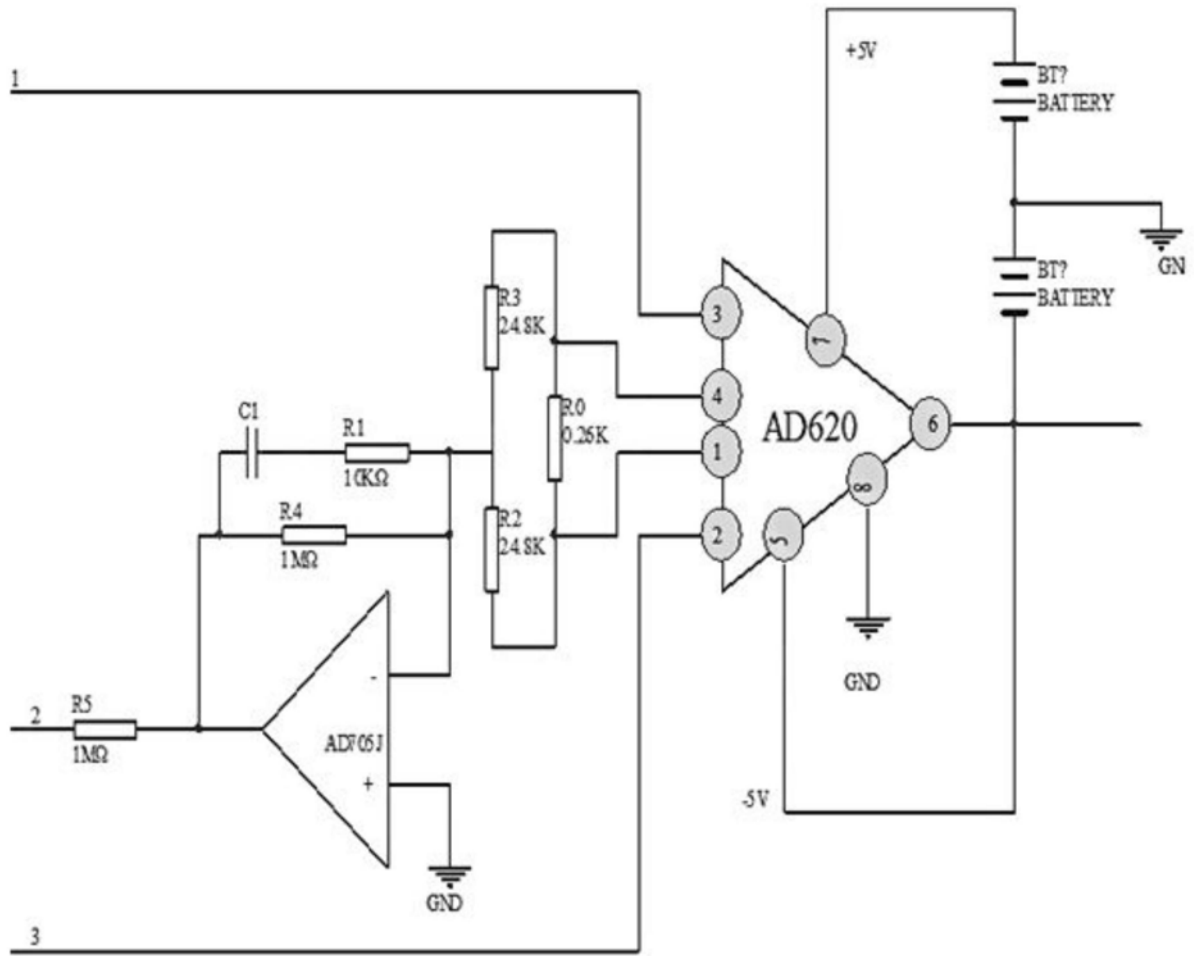 1
+5V
BT?
BATTERY
GN
BT?
BATTERY
R3
24.8K
3
7
4
R0
0.26K
AD620
6
C1
R1
10KΩ
1
8
R2
24.8K
2
5
R4
1MΩ
GND
-5V
2
R5
1MΩ
-
AD705J
+
GND
3